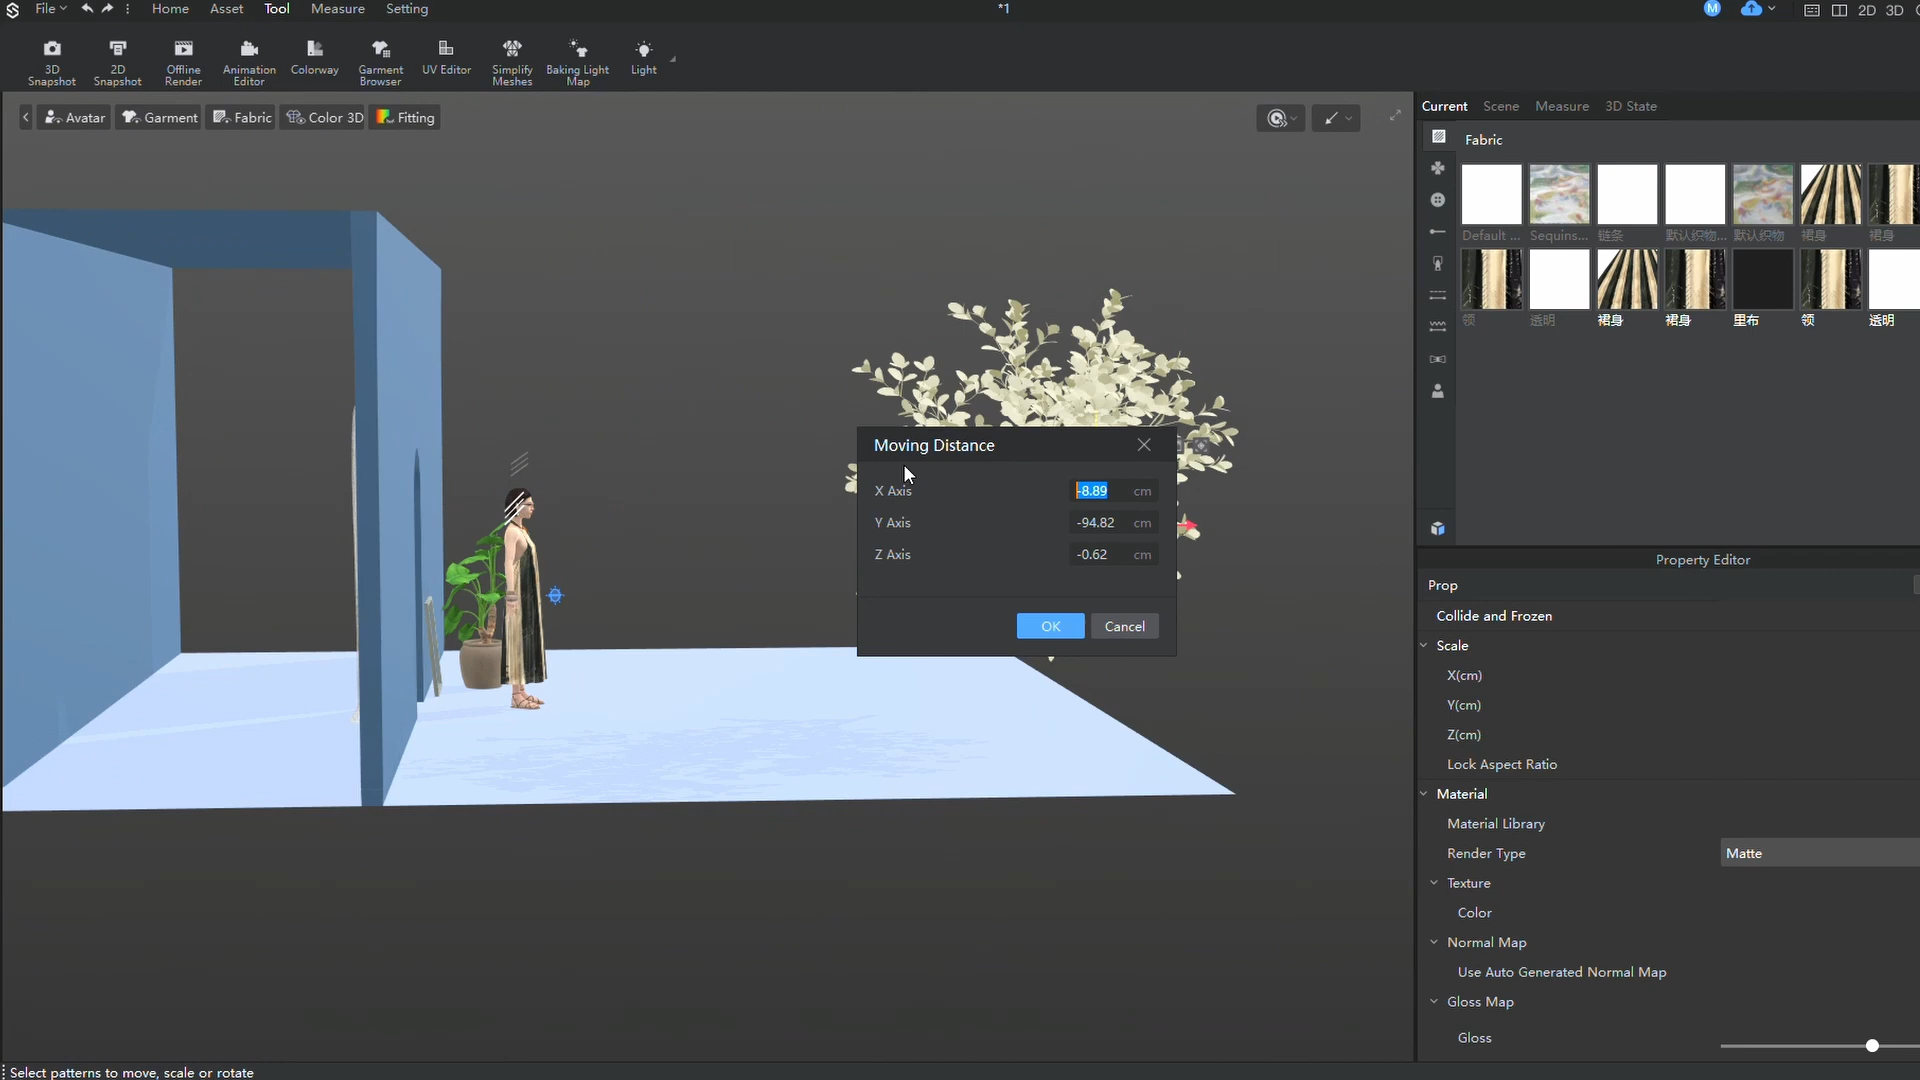 File
Home
Asset
Tool
Measure
Setting
*1
M
2D
3D
3D Snapshot
2D Snapshot
Offline Render
Animation Editor
Colorway
Garment Browser
UV Editor
Simplify Meshes
Baking Light Map
Light
Avatar
Garment
Fabric
Color 3D
Fitting
Current
Scene
Measure
3D State
Fabric
Default ...
Sequins...
链条
默认织物...
默认织物
裙身
裙身
领
透明
裙身
裙身
里布
领
透明
Moving Distance
X Axis
-8.89
cm
Y Axis
-94.82
cm
Z Axis
-0.62
cm
OK
Cancel
Property Editor
Prop
Collide and Frozen
Scale
X(cm)
Y(cm)
Z(cm)
Lock Aspect Ratio
Material
Material Library
Render Type
Matte
Texture
Color
Normal Map
Use Auto Generated Normal Map
Gloss Map
Gloss
Select patterns to move, scale or rotate